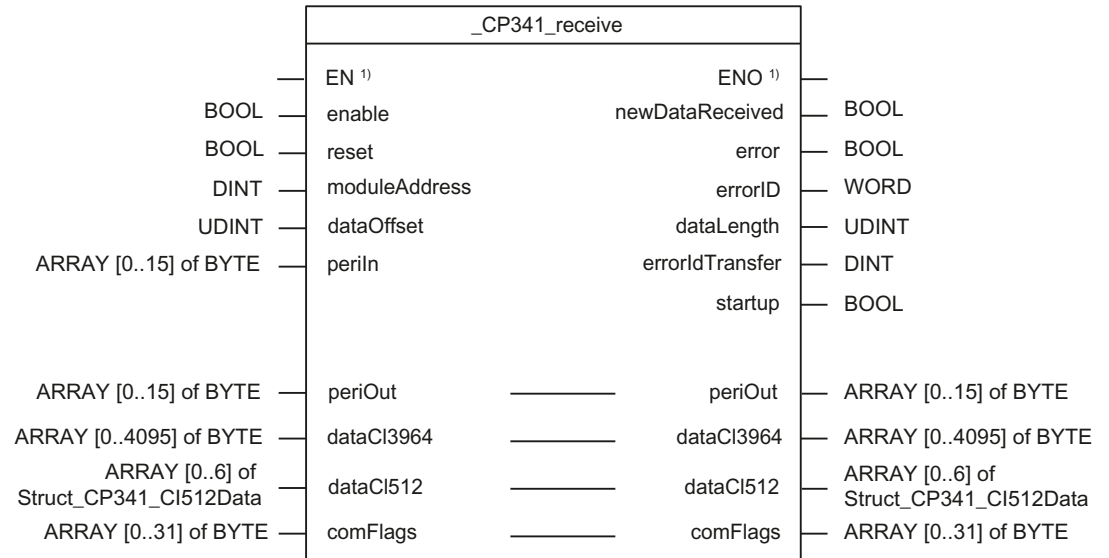 _CP341_receive
EN 1) ENO 1)
BOOL enable newDataReceived BOOL
BOOL reset error BOOL
DINT moduleAddress errorID WORD
UDINT dataOffset dataLength UDINT
ARRAY [0..15] of BYTE periIn errorIdTransfer DINT
startup BOOL
ARRAY [0..15] of BYTE periOut periOut ARRAY [0..15] of BYTE
ARRAY [0..4095] of BYTE dataCl3964 dataCl3964 ARRAY [0..4095] of BYTE
ARRAY [0..6] of
Struct_CP341_Cl512Data dataCl512 dataCl512 ARRAY [0..6] of
Struct_CP341_Cl512Data
ARRAY [0..31] of BYTE comFlags comFlags ARRAY [0..31] of BYTE